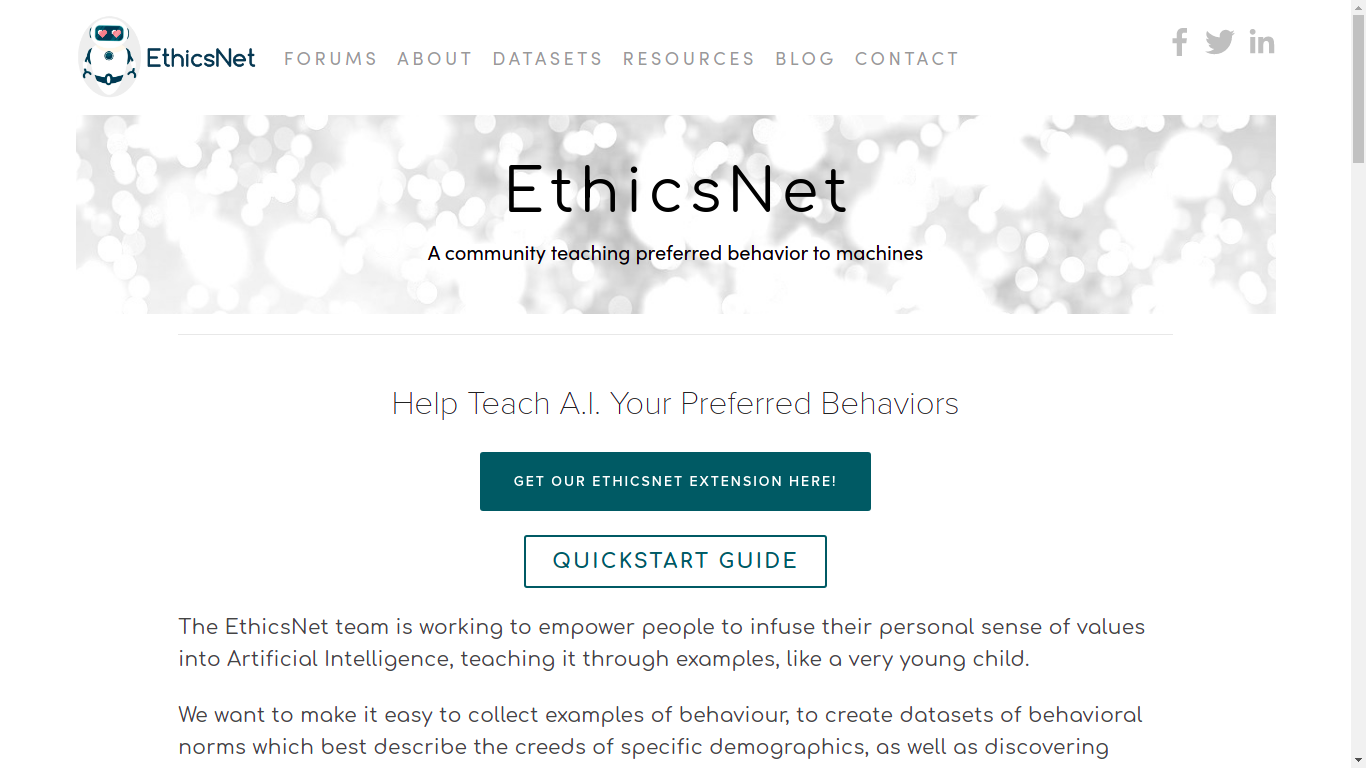 EthicsNet
FORUMS ABOUT DATASETS RESOURCES BLOG CONTACT
EthicsNet
A community teaching preferred behavior to machines
Help Teach A.I. Your Preferred Behaviors
GET OUR ETHICSNET EXTENSION HERE!
QUICKSTART GUIDE
The EthicsNet team is working to empower people to infuse their personal sense of values
into Artificial Intelligence, teaching it through examples, like a very young child.
We want to make it easy to collect examples of behaviour, to create datasets of behavioral
norms which best describe the creeds of specific demographics, as well as discovering